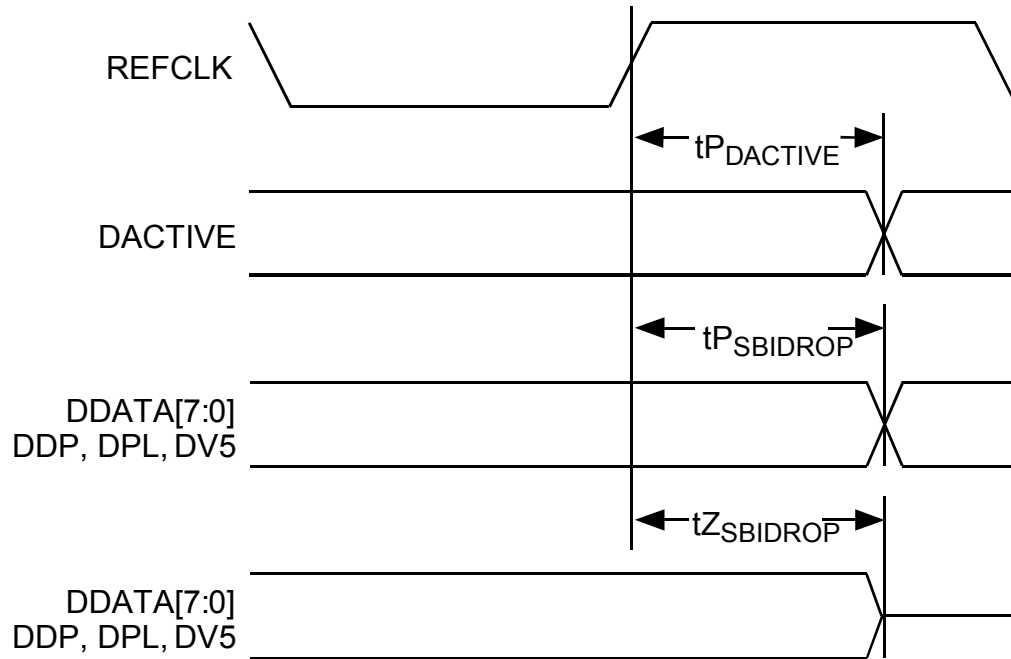 REFCLK
tPDACTIVE
DACTIVE
tPSBIDROP
DDATA[7:0]
DDP, DPL, DV5
tZSBIDROP
DDATA[7:0]
DDP, DPL, DV5